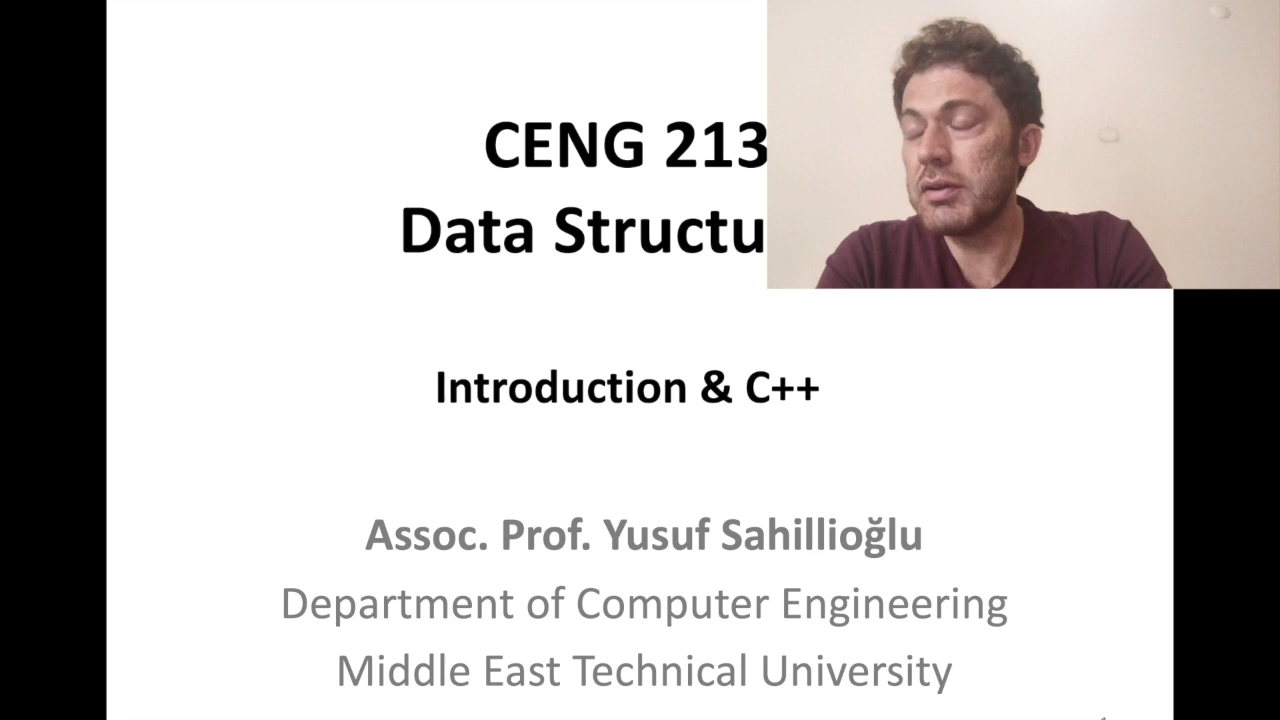 CENG 213
Data Structu
Introduction & C++
Assoc. Prof. Yusuf Sahillioğlu
Department of Computer Engineering
Middle East Technical University